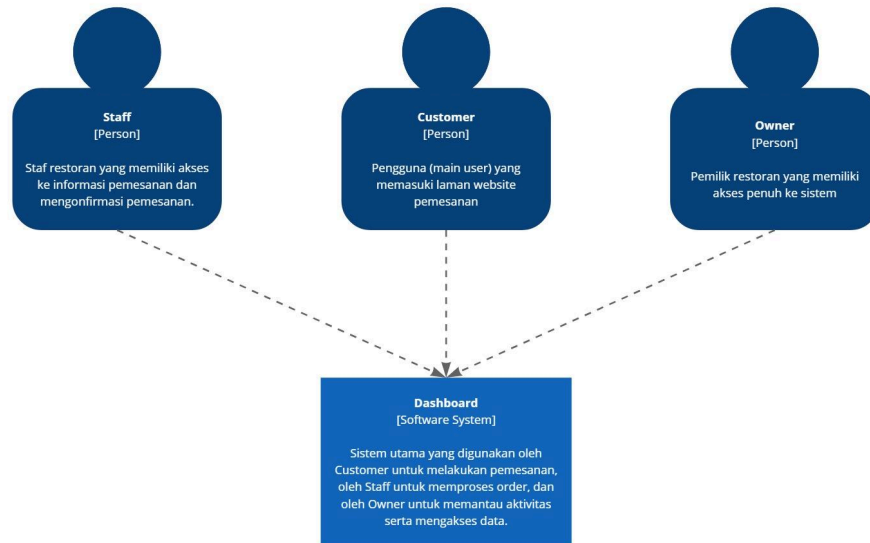 Staff
[Person]
Staf restoran yang memiliki akses
ke informasi pemesanan dan
mengonfirmasi pemesanan.
Customer
[Person]
Pengguna (main user) yang
memasuki laman website
pemesanan
Owner
[Person]
Pemilik restoran yang memiliki
akses penuh ke sistem
Dashboard
[Software System]
Sistem utama yang digunakan oleh
Customer untuk melakukan pemesanan,
oleh Staff untuk memproses order, dan
oleh Owner untuk memantau aktivitas
serta mengakses data.